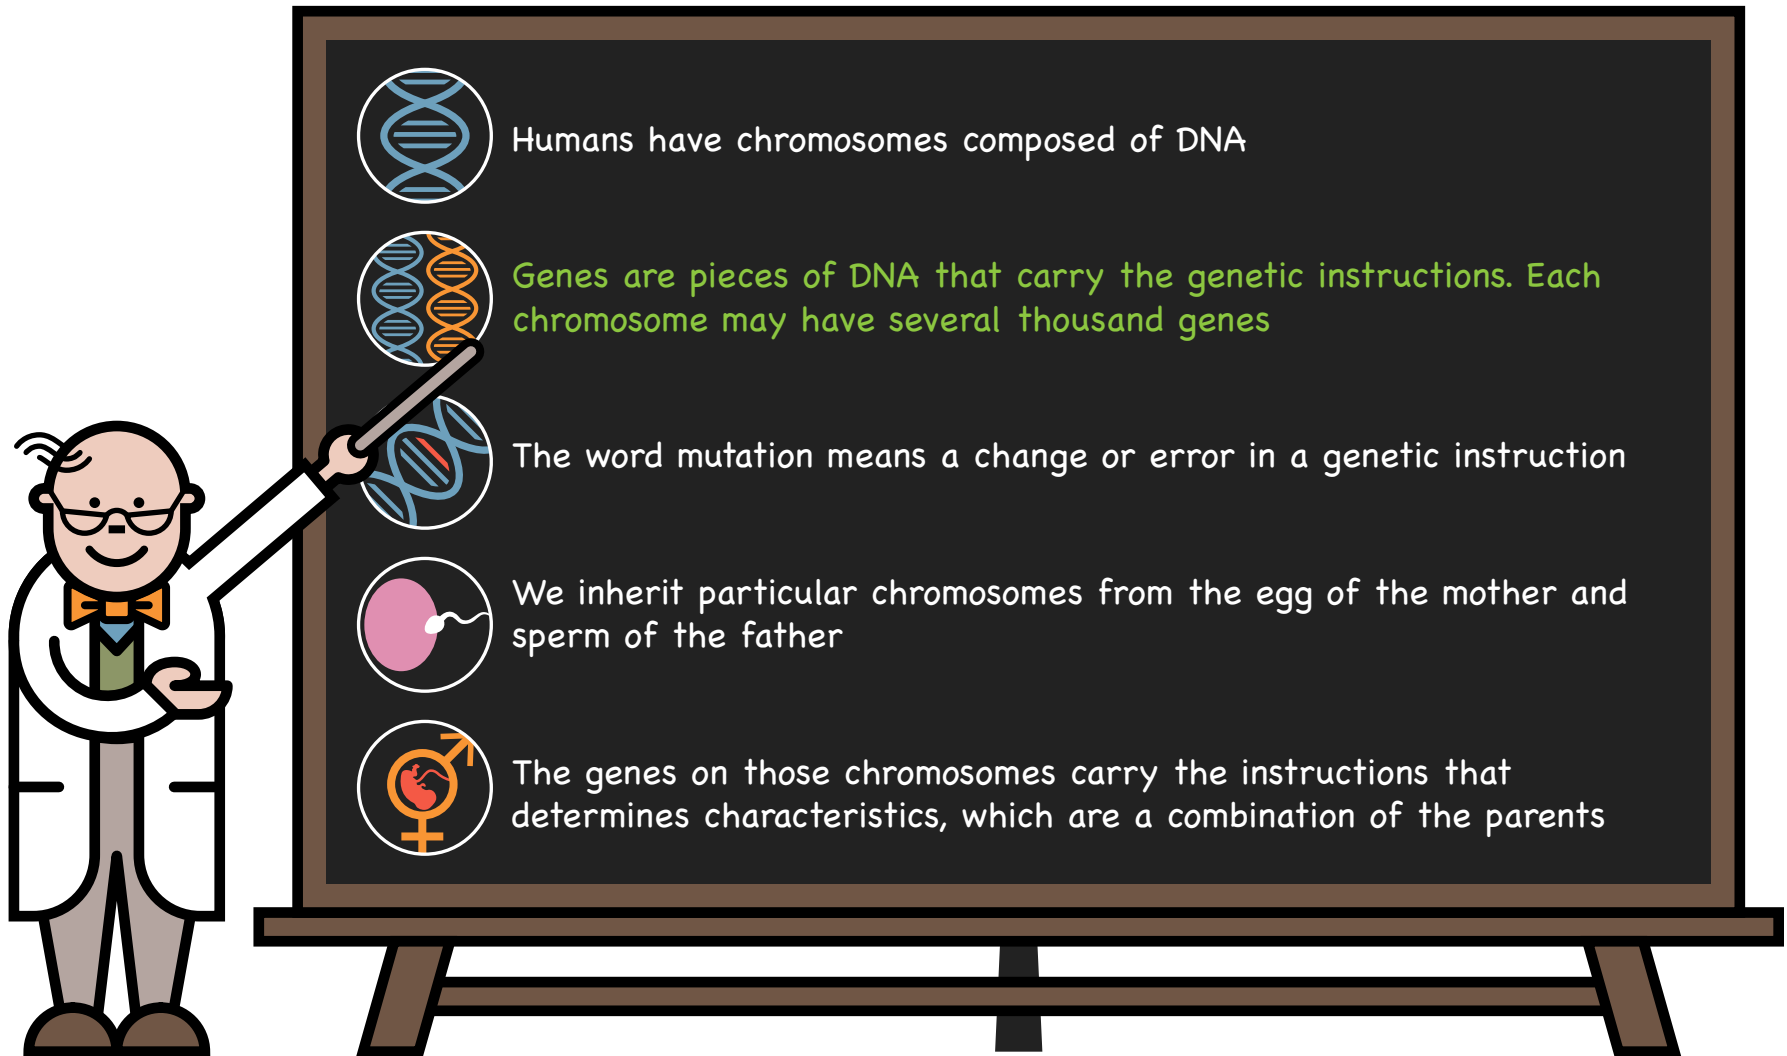 Humans have chromosomes composed of DNA
Genes are pieces of DNA that carry the genetic instructions. Each
chromosome may have several thousand genes
The word mutation means a change or error in a genetic instruction
We inherit particular chromosomes from the egg of the mother and
sperm of the father
The genes on those chromosomes carry the instructions that
determines characteristics, which are a combination of the parents